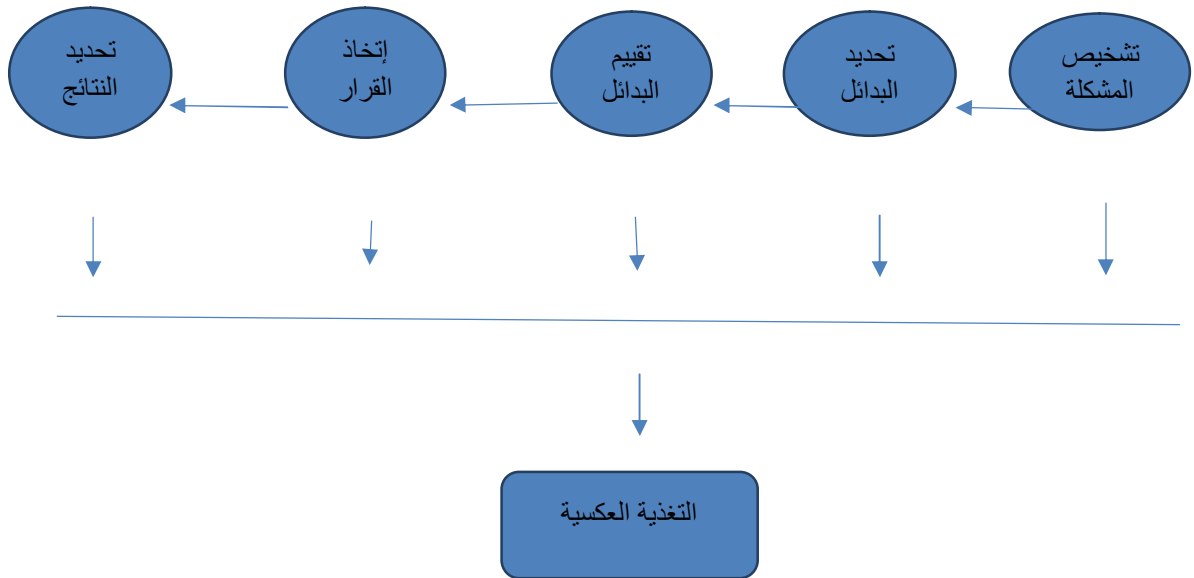 تشخيص
المشكلة
تحديد
البدائل
تقييم
البدائل
إتخاذ
القرار
تحديد
النتائج
التغذية العكسية